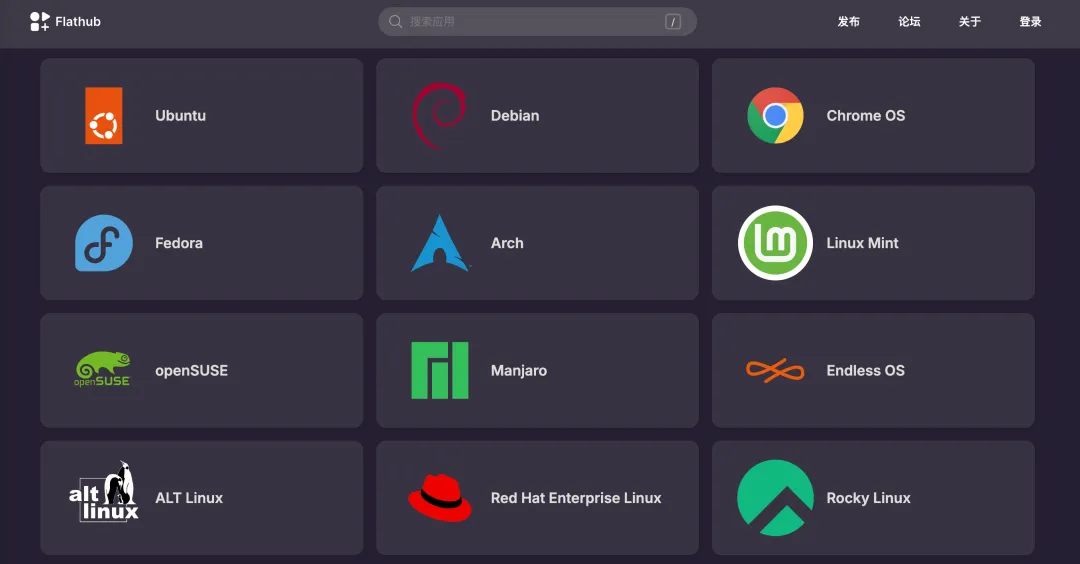 Flathub
搜索应用
/
发布 论坛 关于 登录
Ubuntu
Debian
Chrome OS
Fedora
Arch
Linux Mint
openSUSE
openSUSE
Manjaro
Endless OS
alt
linux
ALT Linux
Red Hat Enterprise Linux
Rocky Linux